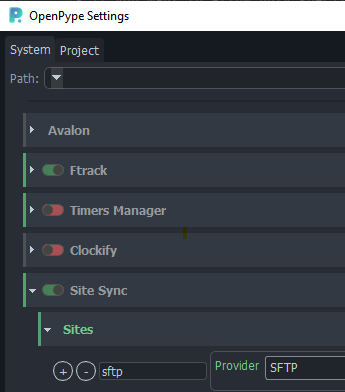 OpenPype Settings
System Project
Path:
Avalon
Ftrack
Timers Manager
Clockify
Site Sync
Sites
+ - sftp Provider SFTP